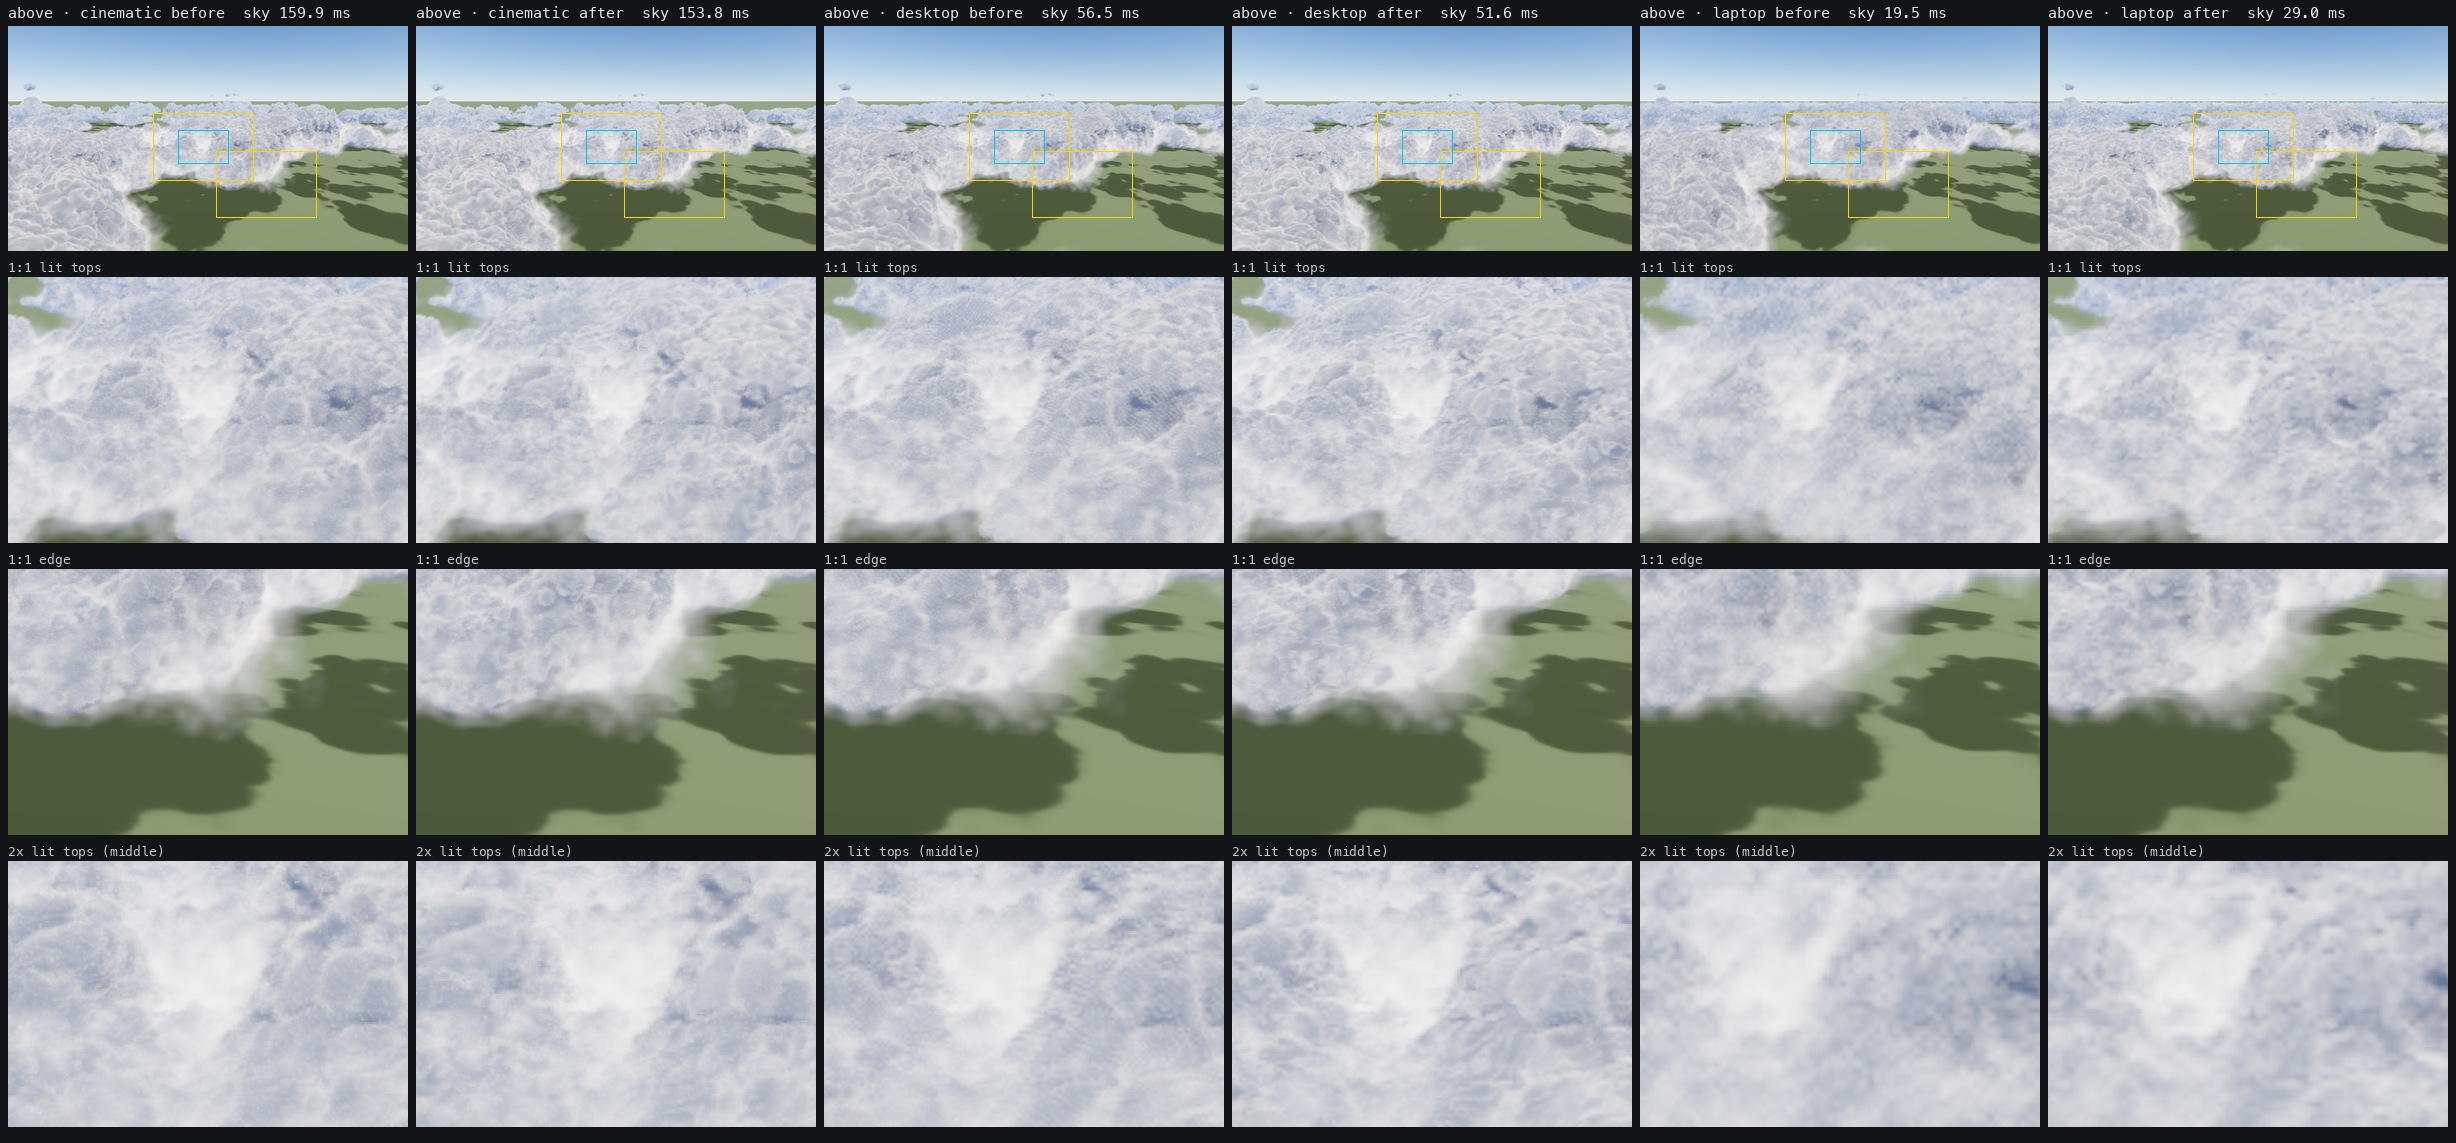 above · cinematic before  sky 159.9 ms
above · cinematic after  sky 153.8 ms
above · desktop before  sky 56.5 ms
above · desktop after  sky 51.6 ms
above · laptop before  sky 19.5 ms
above · laptop after  sky 29.0 ms
1:1 lit tops
1:1 lit tops
1:1 lit tops
1:1 lit tops
1:1 lit tops
1:1 lit tops
1:1 edge
1:1 edge
1:1 edge
1:1 edge
1:1 edge
1:1 edge
2x lit tops (middle)
2x lit tops (middle)
2x lit tops (middle)
2x lit tops (middle)
2x lit tops (middle)
2x lit tops (middle)